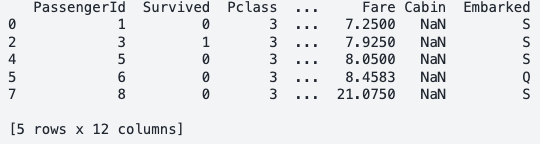 PassengerId Survived Pclass ... Fare Cabin Embarked
0 1 0 3 ... 7.2500 NaN S
2 3 1 3 ... 7.9250 NaN S
4 5 0 3 ... 8.0500 NaN S
5 6 0 3 ... 8.4583 NaN Q
7 8 0 3 ... 21.0750 NaN S
[5 rows x 12 columns]